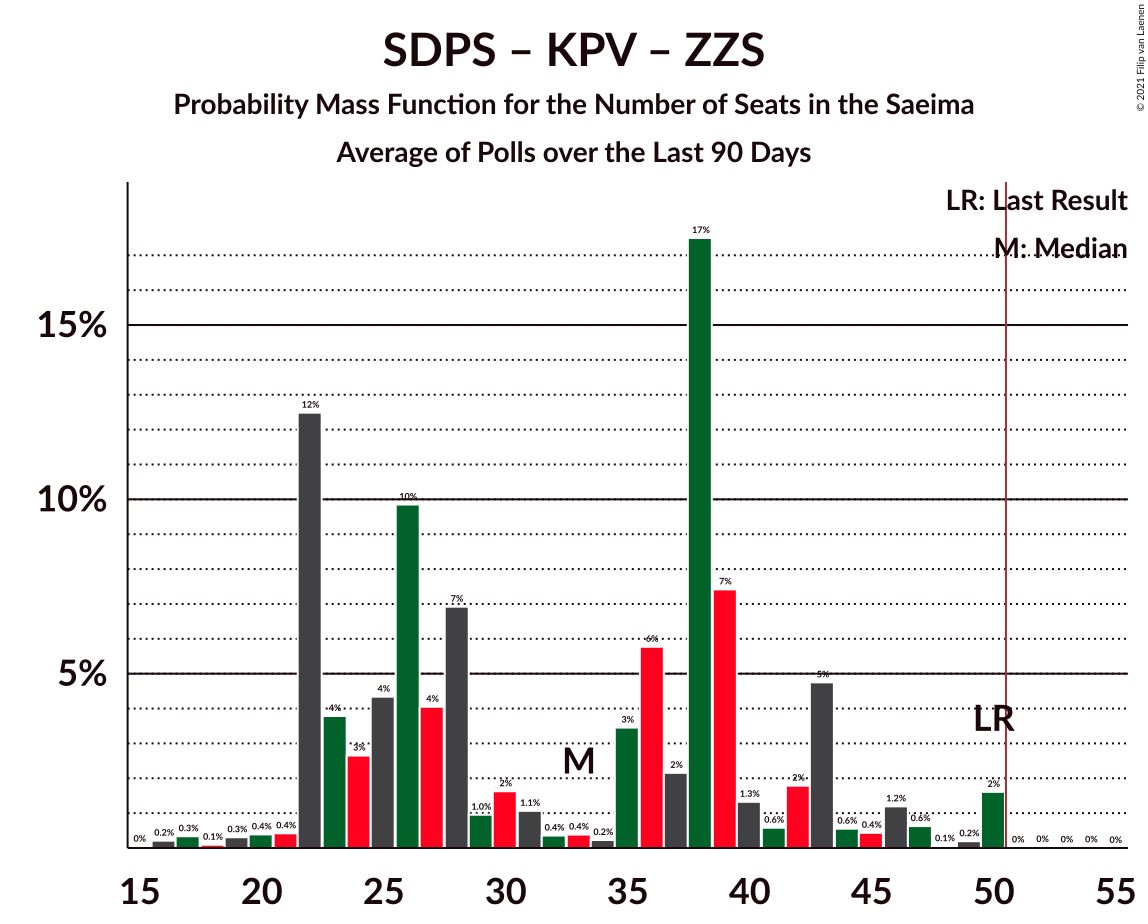 SDPS – KPV – ZZS
Probability Mass Function for the Number of Seats in the Saeima
Average of Polls over the Last 90 Days
© 2021 Filip van Laenen
LR: Last Result
M: Median
15%
10%
5%
0% 0.2% 0.3% 0.1% 0.3% 0.4% 0.4% 12% 4% 3% 4% 10% 4% 7% 1.0% 2% 1.1% 0.4% 0.4% 0.2% 3% 6% 2% 17% 7% 1.3% 0.6% 2% 5% 0.6% 0.4% 1.2% 0.6% 0.1% 0.2% 2% 0% 0% 0% 0% 0%
M
LR
15 20 25 30 35 40 45 50 55